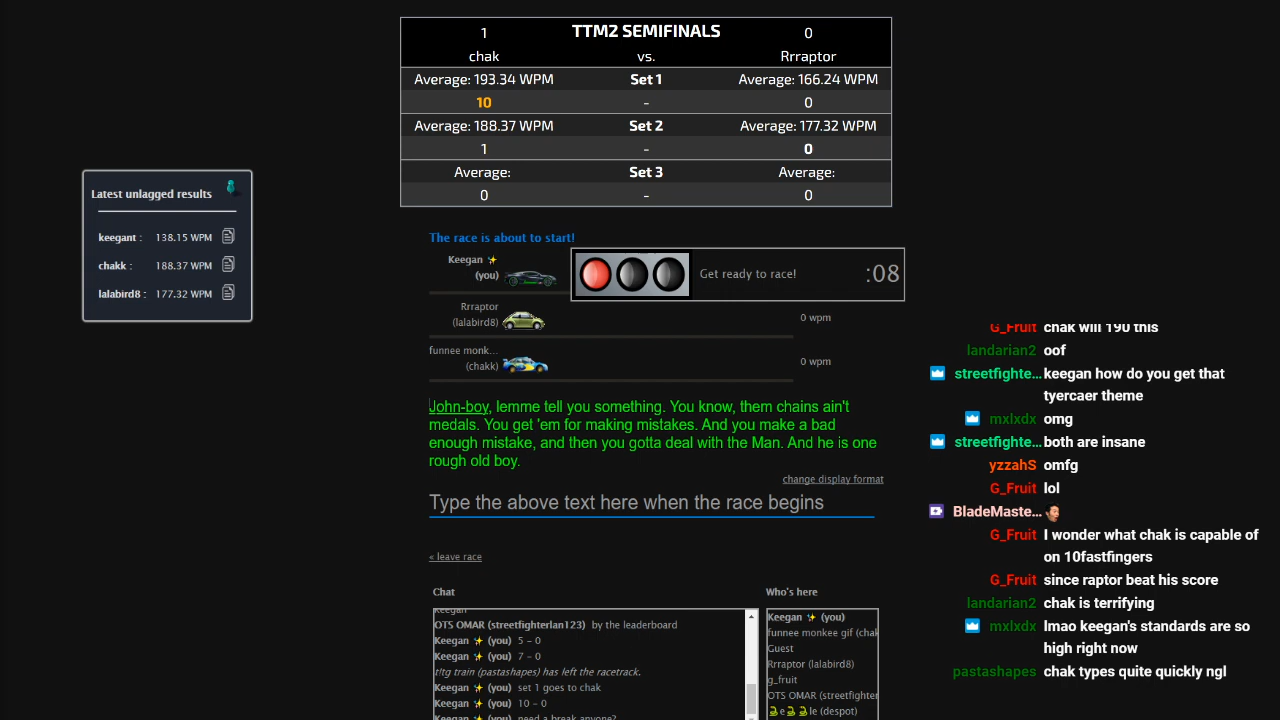 1 TTM2 SEMIFINALS 0
chak vs. Rrraptor
Average: 193.34 WPM Set 1 Average: 166.24 WPM
10 - 0
Average: 188.37 WPM Set 2 Average: 177.32 WPM
1 - 0
Average: Set 3 Average:
0 - 0
Latest unlagged results
keegant : 138.15 WPM
chakk : 188.37 WPM
lalabird8 : 177.32 WPM
The race is about to start!
Keegan ✨
(you)
Get ready to race! :08
Rrraptor
(lalabird8)
0 wpm
funnee monk...
(chakk)
0 wpm
John-boy, lemme tell you something. You know, them chains ain't
medals. You get 'em for making mistakes. And you make a bad
enough mistake, and then you gotta deal with the Man. And he is one
rough old boy.
change display format
Type the above text here when the race begins
« leave race
Chat
Keegan
OTS OMAR (streetfighterlan123) by the leaderboard
Keegan ✨ (you) 5 - 0
Keegan ✨ (you) 7 - 0
t!tg train (pastashapes) has left the racetrack.
Keegan ✨ (you) set 1 goes to chak
Keegan ✨ (you) 10 - 0
Keegan ✨ (you) need a break anyone?
Who's here
Keegan ✨ (you)
funnee monkee gif (chak
Guest
Rrraptor (lalabird8)
g_fruit
OTS OMAR (streetfighter
🐍e🐍🐍le (despot)
G_Fruit chak will 190 this
landarian2 oof
streetfighte... keegan how do you get that
tyercaer theme
mxlxdx omg
streetfighte... both are insane
yzzahS omfg
G_Fruit lol
BladeMaste...
G_Fruit I wonder what chak is capable of
on 10fastfingers
G_Fruit since raptor beat his score
landarian2 chak is terrifying
mxlxdx lmao keegan's standards are so
high right now
pastashapes chak types quite quickly ngl